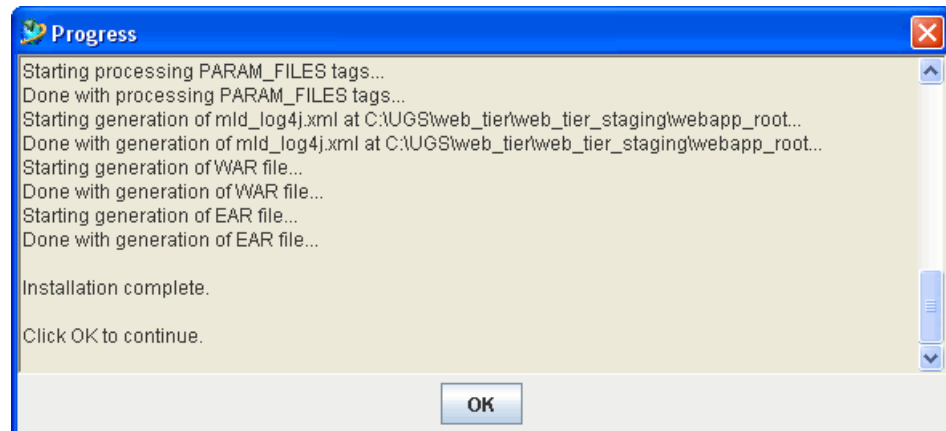 Progress
Starting processing PARAM_FILES tags...
Done with processing PARAM_FILES tags...
Starting generation of mld_log4j.xml at C:\UGS\web_tier\web_tier_staging\webapp_root...
Done with generation of mld_log4j.xml at C:\UGS\web_tier\web_tier_staging\webapp_root...
Starting generation of WAR file...
Done with generation of WAR file...
Starting generation of EAR file...
Done with generation of EAR file...
Installation complete.
Click OK to continue.
OK